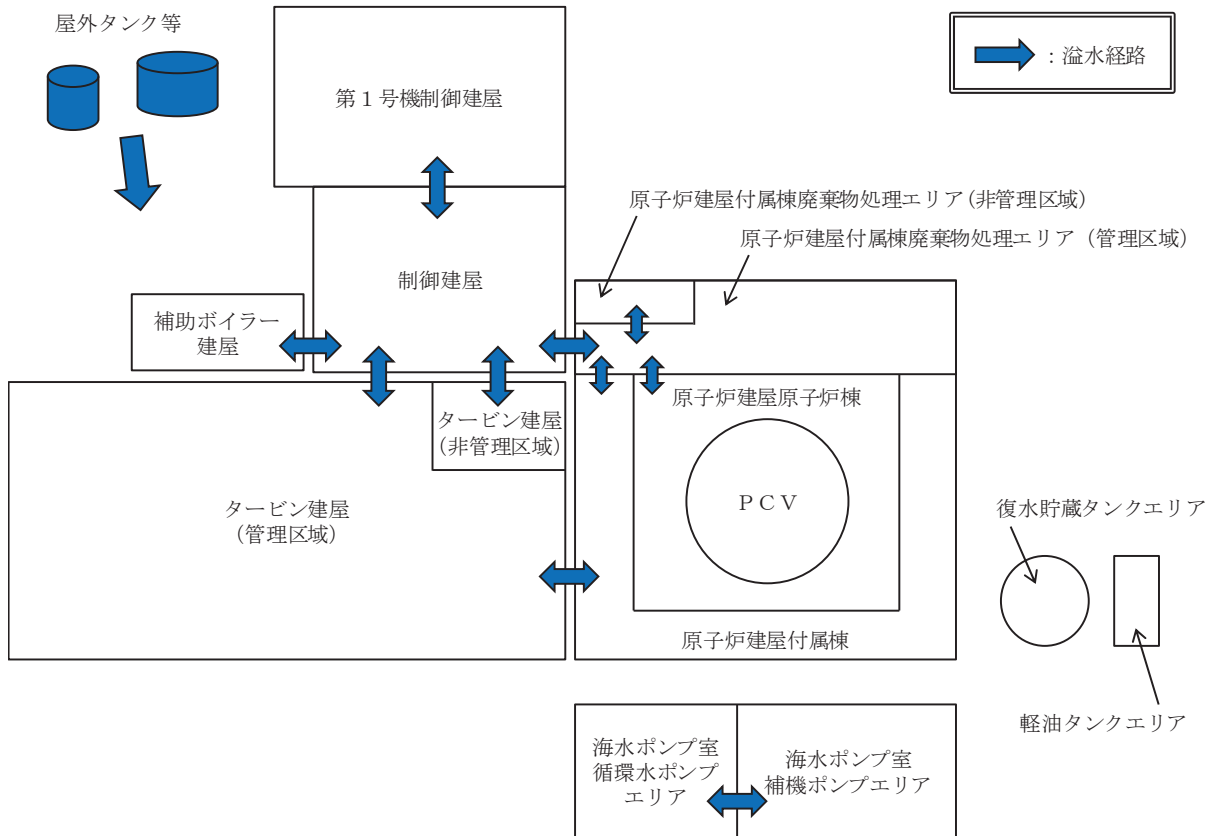 屋外タンク等
：溢水経路
第１号機制御建屋
原子炉建屋付属棟廃棄物処理エリア(非管理区域)
原子炉建屋付属棟廃棄物処理エリア（管理区域）
制御建屋
補助ボイラー
建屋
原子炉建屋原子炉棟
タービン建屋
(非管理区域)
タービン建屋
(管理区域)
ＰＣＶ
復水貯蔵タンクエリア
原子炉建屋付属棟
軽油タンクエリア
海水ポンプ室
循環水ポンプ
エリア
海水ポンプ室
補機ポンプエリア